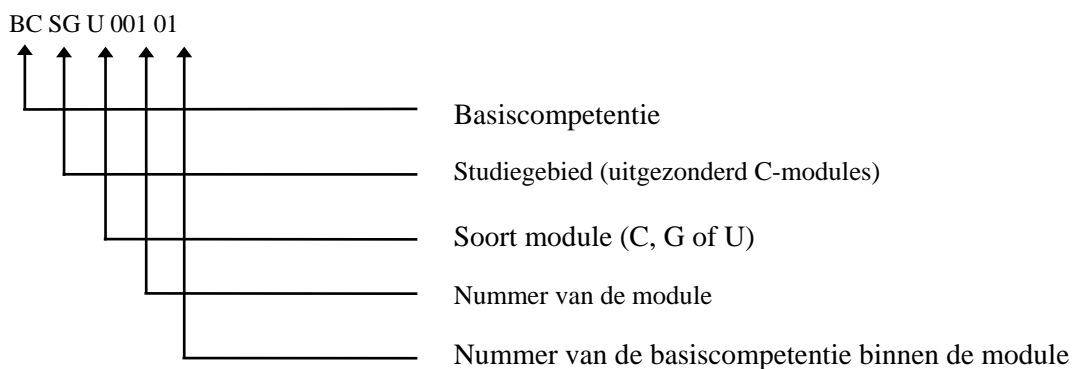 BC SG U 001 01
Basiscompetentie
Studiegebied (uitgezonderd C-modules)
Soort module (C, G of U)
Nummer van de module
Nummer van de basiscompetentie binnen de module